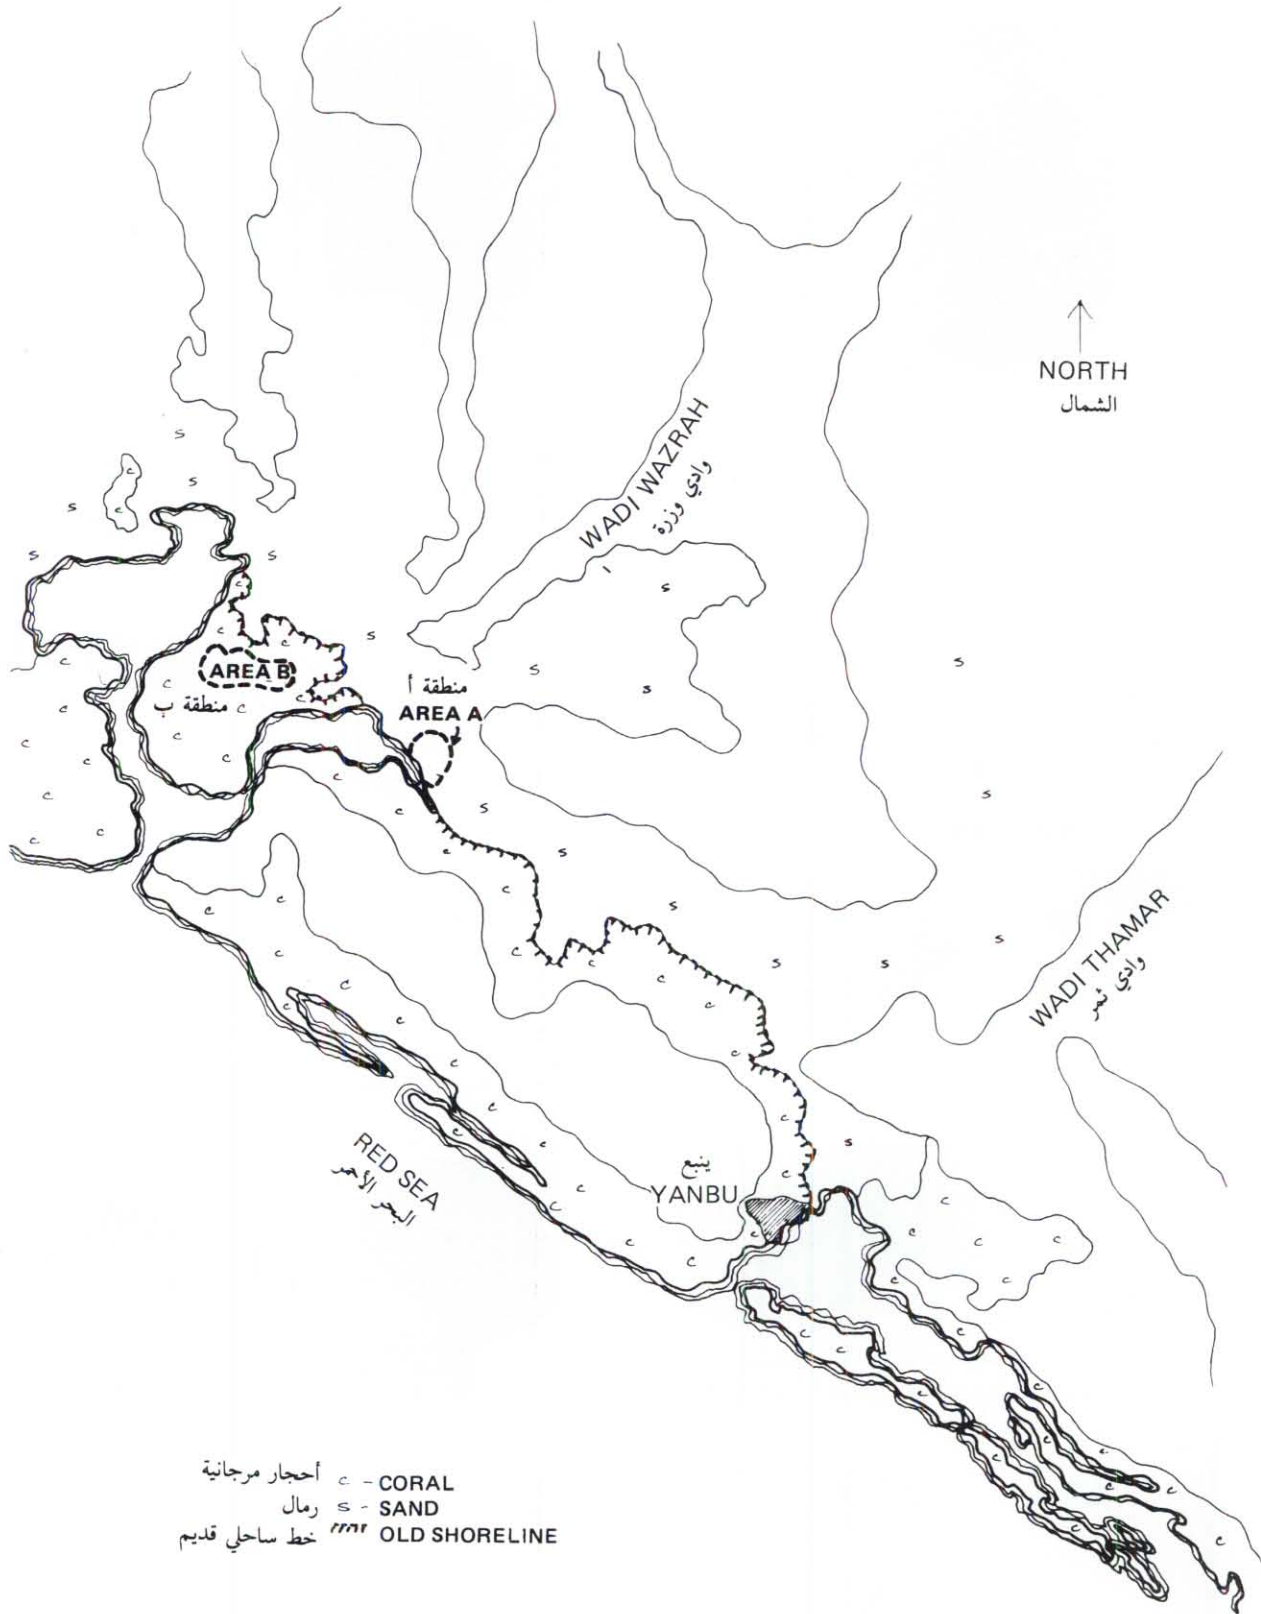 NORTH
الشمال
WADI WAZRAH
وادي وزرة
AREA B
منطقة ب
منطقة أ
AREA A
WADI THAMAR
وادي ثمر
RED SEA
البحر الأحمر
ينبع
YANBU
أحجار مرجانية c - CORAL
رمال s - SAND
خط ساحلي قديم OLD SHORELINE